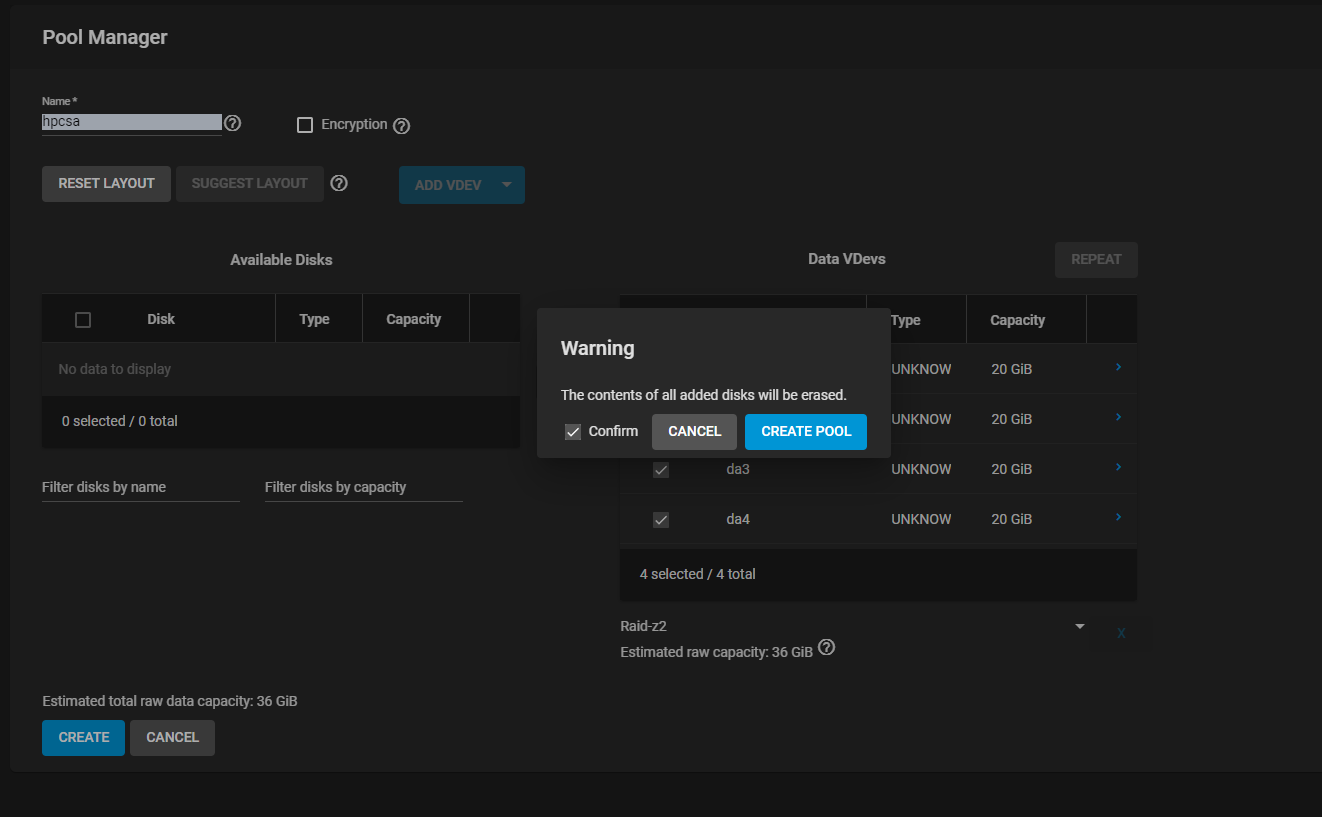 Pool Manager
Name *
hpcsa
Encryption
RESET LAYOUT
SUGGEST LAYOUT
ADD VDEV
Available Disks
Data VDevs
REPEAT
Disk Type Capacity
Type Capacity
No data to display
0 selected / 0 total
Filter disks by name
Filter disks by capacity
Warning
The contents of all added disks will be erased.
Confirm
CANCEL
CREATE POOL
UNKNOW 20 GiB
UNKNOW 20 GiB
da3 UNKNOW 20 GiB
da4 UNKNOW 20 GiB
4 selected / 4 total
Raid-z2
X
Estimated raw capacity: 36 GiB
Estimated total raw data capacity: 36 GiB
CREATE
CANCEL